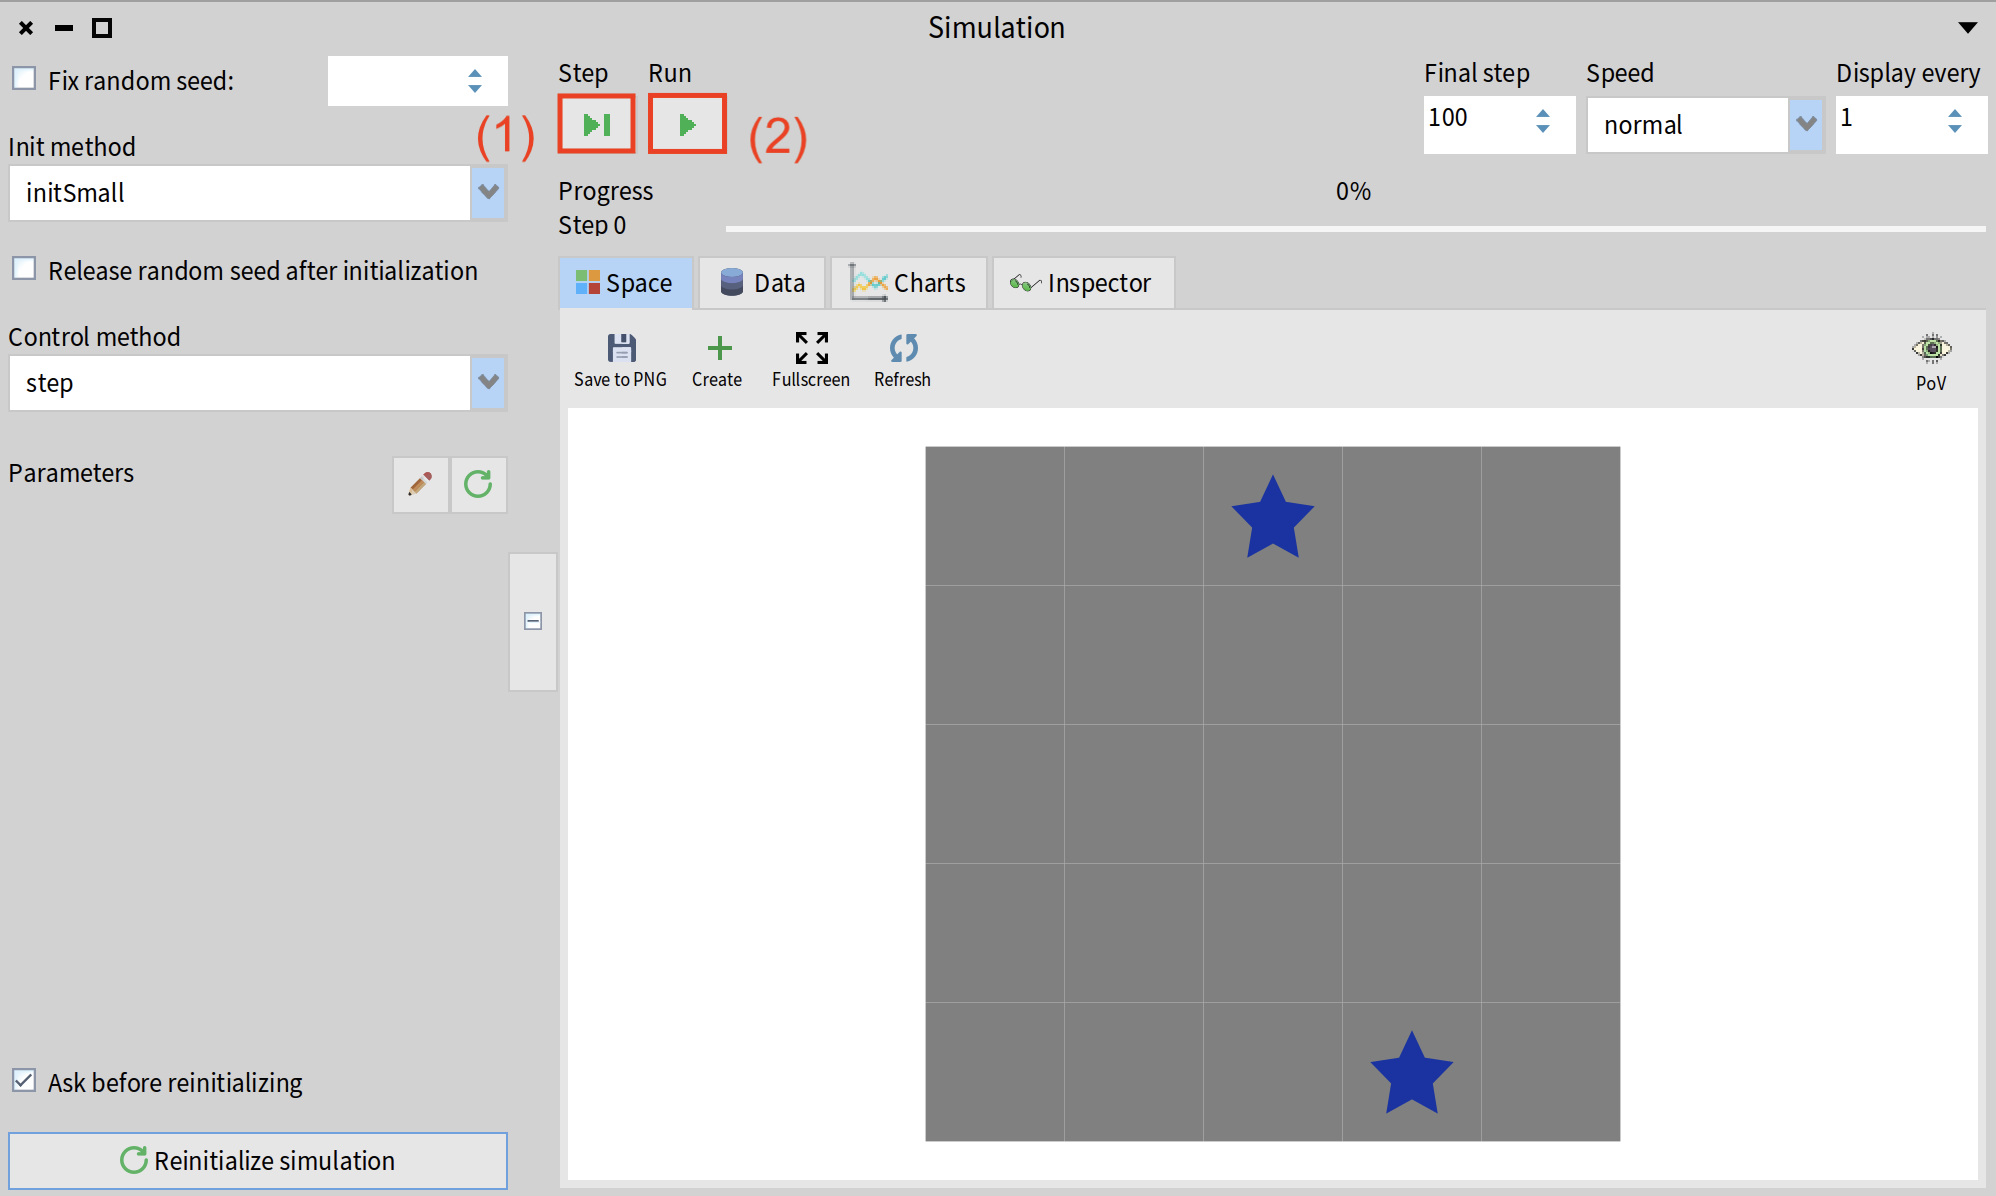 Simulation
Fix random seed:
Init method
initSmall
Release random seed after initialization
Control method
step
Parameters
Ask before reinitializing
Reinitialize simulation
Step Run
(1) (2)
Final step Speed Display every
100 normal 1
Progress 0%
Step 0
Space Data Charts Inspector
Save to PNG Create Fullscreen Refresh PoV